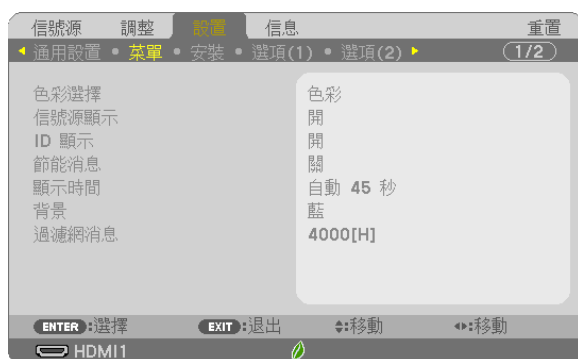 信號源 調整 設置 信息 重置
通用設置 • 菜單 • 安裝 • 選項(1) • 選項(2) 1/2
色彩選擇 色彩
信號源顯示 開
ID 顯示 開
節能消息 關
顯示時間 自動 45 秒
背景 藍
過濾網消息 4000[H]
ENTER:選擇 EXIT:退出 :移動 :移動
HDMI1